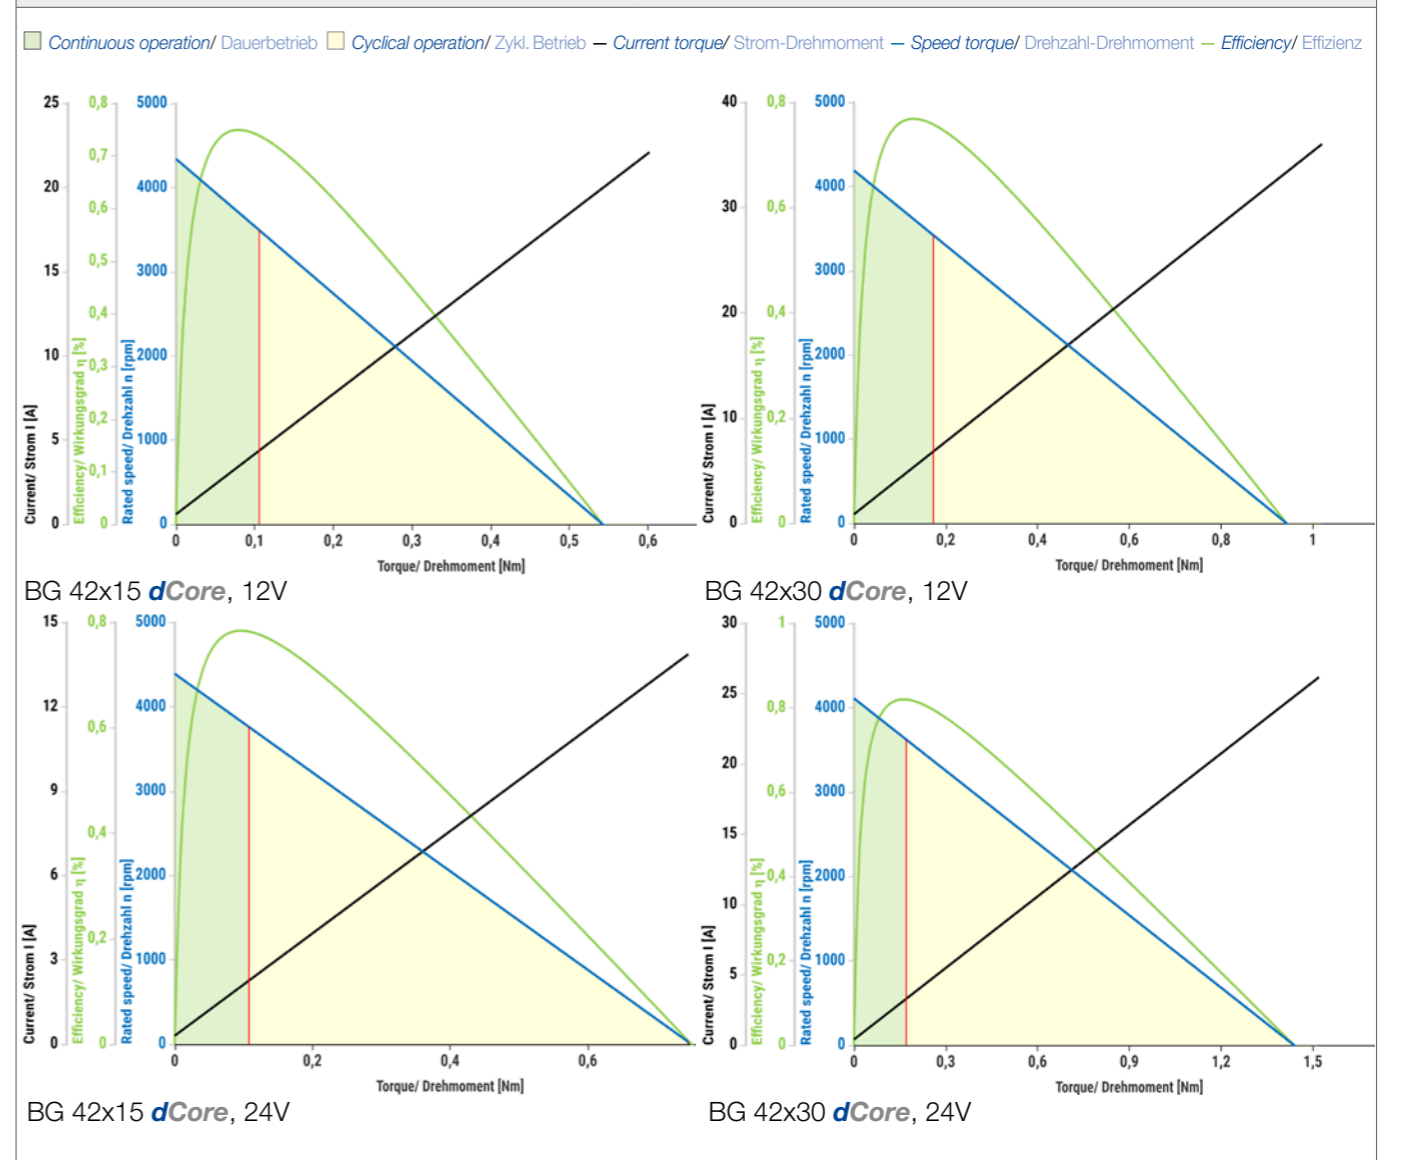 Continuous operation/ Dauerbetrieb Cyclical operation/ Zykl. Betrieb — Current torque/ Strom-Drehmoment — Speed torque/ Drehzahl-Drehmoment — Efficiency/ Effizienz
25
20
15
10
5
0
Current/ Strom I [A]
0,8
0,7
0,6
0,5
0,4
0,3
0,2
0,1
0
Efficiency/ Wirkungsgrad η [%]
5000
4000
3000
2000
1000
0
Rated speed/ Drehzahl n [rpm]
0 0,1 0,2 0,3 0,4 0,5 0,6
Torque/ Drehmoment [Nm]
BG 42x15 dCore, 12V
40
30
20
10
0
Current/ Strom I [A]
0,8
0,6
0,4
0,2
0
Efficiency/ Wirkungsgrad η [%]
5000
4000
3000
2000
1000
0
Rated speed/ Drehzahl n [rpm]
0 0,2 0,4 0,6 0,8 1
Torque/ Drehmoment [Nm]
BG 42x30 dCore, 12V
15
12
9
6
3
0
Current/ Strom I [A]
0,8
0,6
0,4
0,2
0
Efficiency/ Wirkungsgrad η [%]
5000
4000
3000
2000
1000
0
Rated speed/ Drehzahl n [rpm]
0 0,2 0,4 0,6
Torque/ Drehmoment [Nm]
BG 42x15 dCore, 24V
30
25
20
15
10
5
0
Current/ Strom I [A]
1
0,8
0,6
0,4
0,2
0
Efficiency/ Wirkungsgrad η [%]
5000
4000
3000
2000
1000
0
Rated speed/ Drehzahl n [rpm]
0 0,3 0,6 0,9 1,2 1,5
Torque/ Drehmoment [Nm]
BG 42x30 dCore, 24V